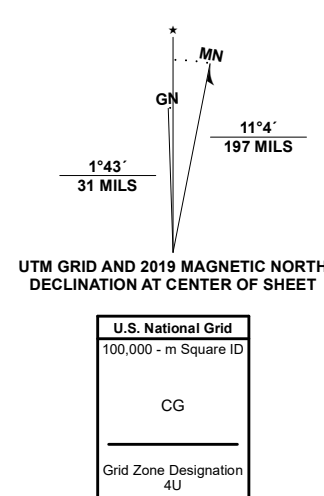 ★
MN
GN
11°4´
197 MILS
1°43´
31 MILS
UTM GRID AND 2019 MAGNETIC NORTH
DECLINATION AT CENTER OF SHEET
U.S. National Grid
100,000 - m Square ID
CG
Grid Zone Designation
4U